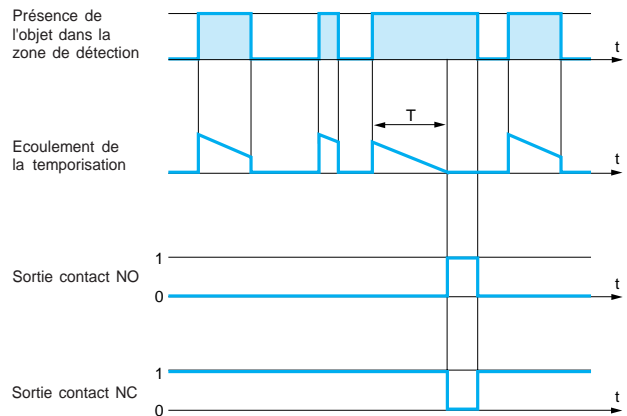 Présence de
l'objet dans la
zone de détection
t
T
Ecoulement de
la temporisation
t
1
Sortie contact NO
0
t
1
Sortie contact NC
0
t